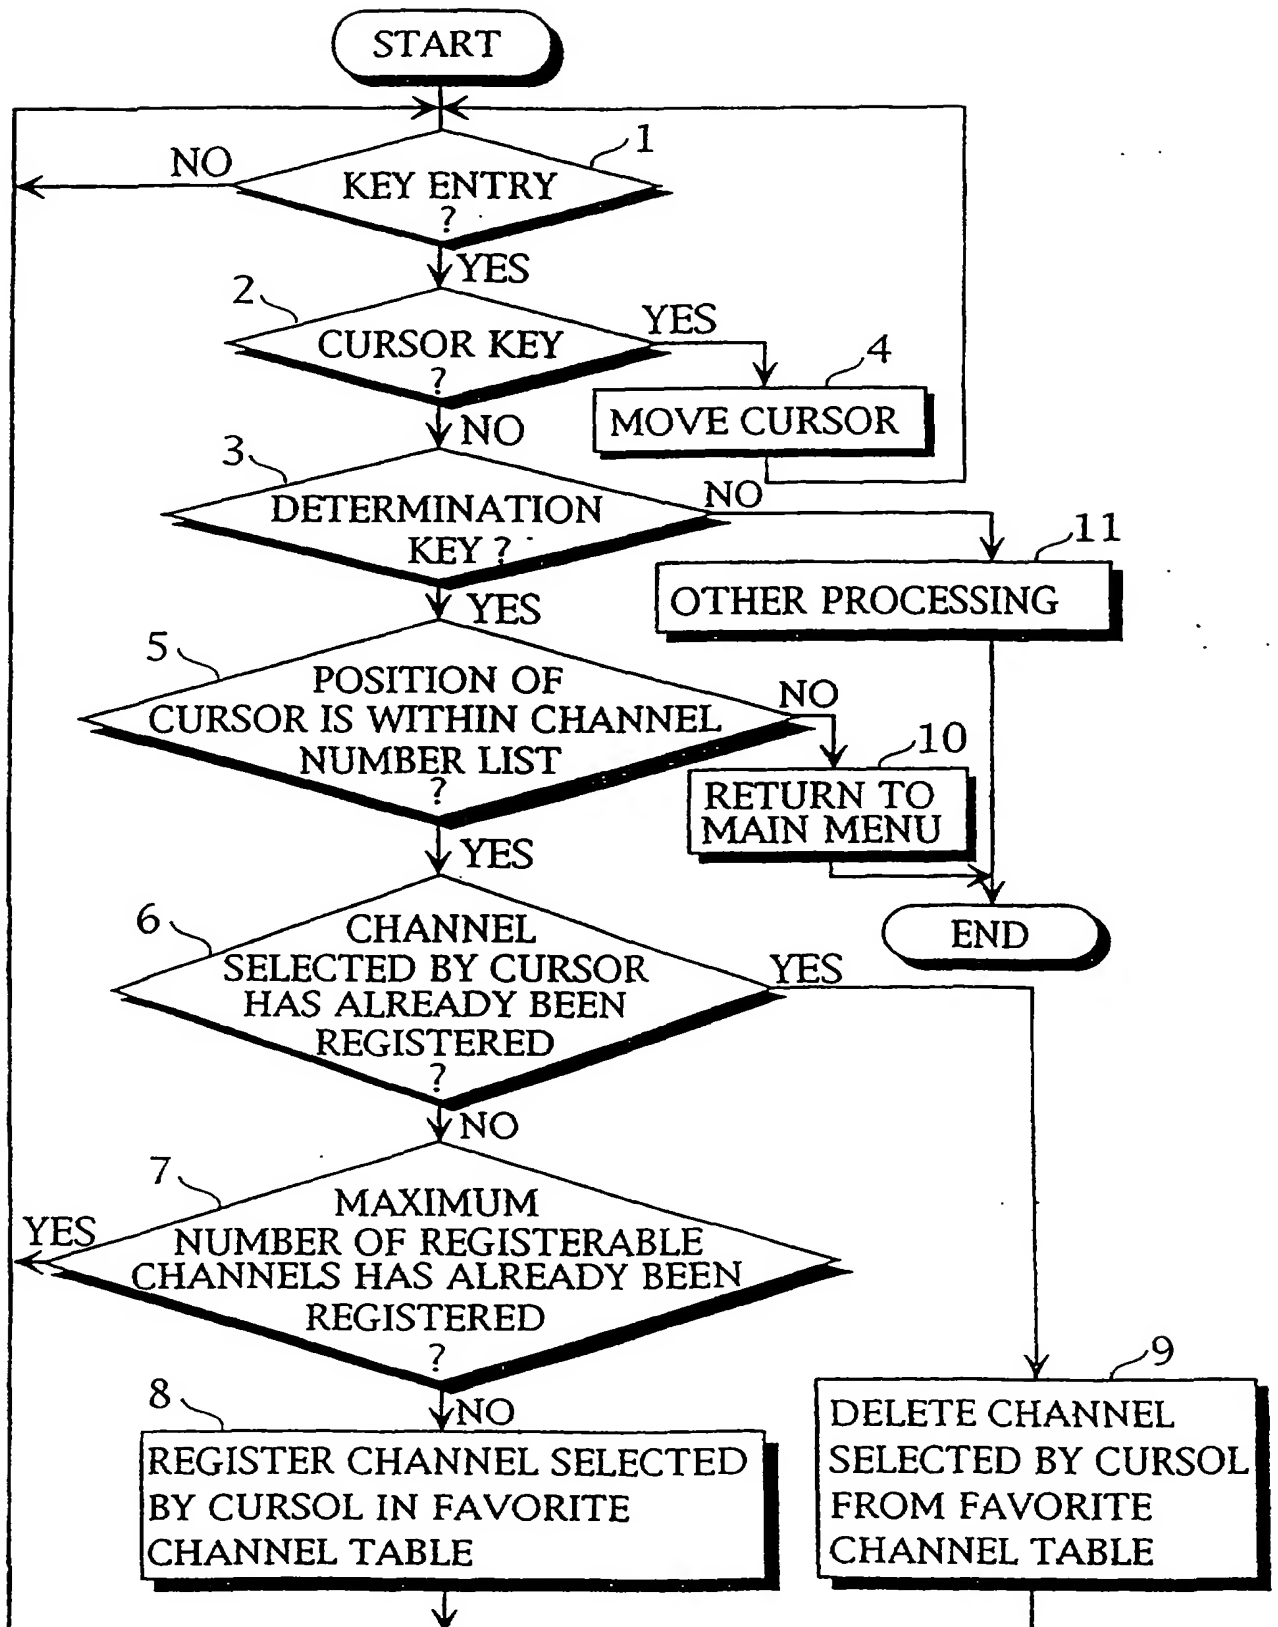 START
1
NO
KEY ENTRY
?
YES
2
CURSOR KEY
?
YES
4
MOVE CURSOR
NO
3
DETERMINATION
KEY ?
NO
11
OTHER PROCESSING
YES
5
POSITION OF
CURSOR IS WITHIN CHANNEL
NUMBER LIST
?
NO
10
RETURN TO
MAIN MENU
END
YES
6
CHANNEL
SELECTED BY CURSOR
HAS ALREADY BEEN
REGISTERED
?
YES
NO
7
MAXIMUM
NUMBER OF REGISTERABLE
CHANNELS HAS ALREADY BEEN
REGISTERED
?
YES
NO
8
REGISTER CHANNEL SELECTED
BY CURSOL IN FAVORITE
CHANNEL TABLE
9
DELETE CHANNEL
SELECTED BY CURSOL
FROM FAVORITE
CHANNEL TABLE